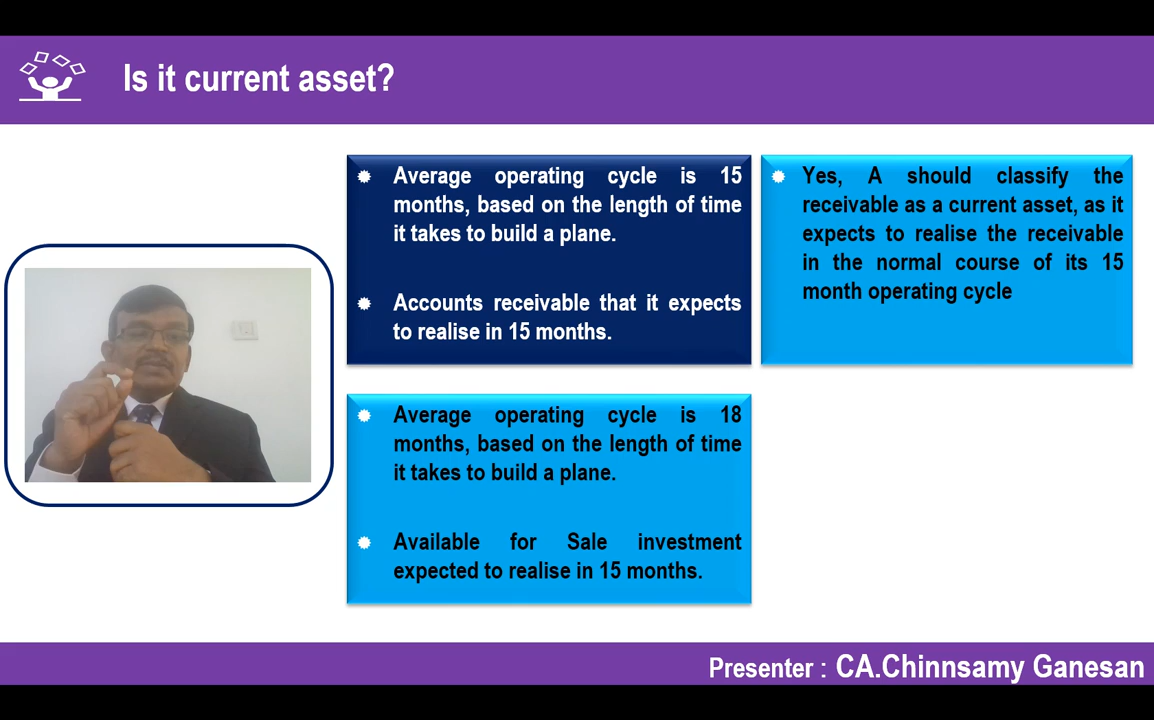 Is it current asset?
Average operating cycle is 15
months, based on the length of time
it takes to build a plane.
Accounts receivable that it expects
to realise in 15 months.
Yes, A should classify the
receivable as a current asset, as it
expects to realise the receivable
in the normal course of its 15
month operating cycle
Average operating cycle is 18
months, based on the length of time
it takes to build a plane.
Available for Sale investment
expected to realise in 15 months.
Presenter : CA.Chinnsamy Ganesan